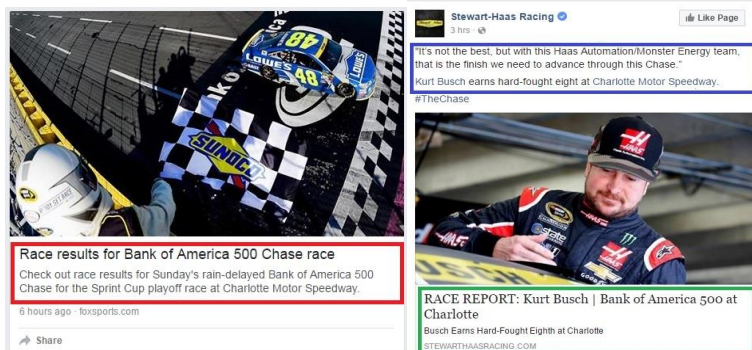 48
LOWE'S
48
SUNOCO
Race results for Bank of America 500 Chase race
Check out race results for Sunday's rain-delayed Bank of America 500
Chase for the Sprint Cup playoff race at Charlotte Motor Speedway.
6 hours ago · foxsports.com
Share
Stewart-Haas Racing
3 hrs ·
Like Page
"It's not the best, but with this Haas Automation/Monster Energy team,
that is the finish we need to advance through this Chase."
Kurt Busch earns hard-fought eight at Charlotte Motor Speedway.
#TheChase
HAAS
HAAS
state
RACE REPORT: Kurt Busch | Bank of America 500 at
Charlotte
Busch Earns Hard-Fought Eighth at Charlotte
STEWARTHAASRACING.COM